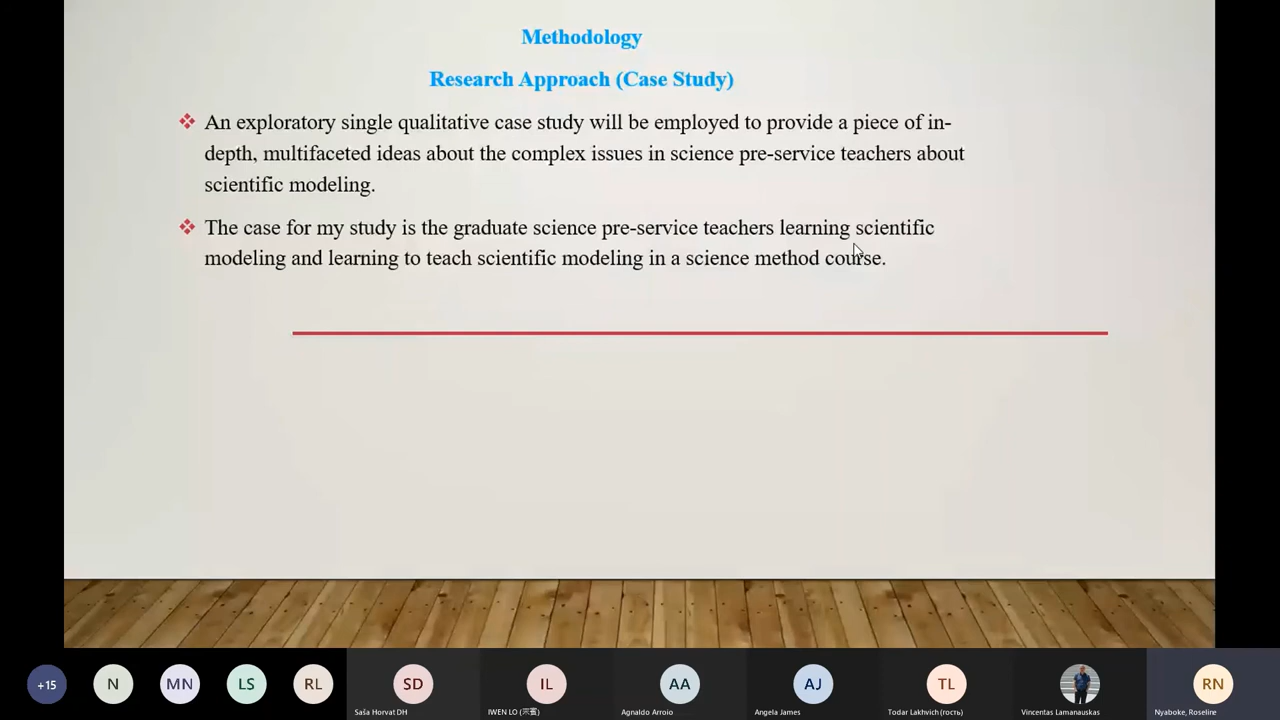 Methodology
Research Approach (Case Study)
An exploratory single qualitative case study will be employed to provide a piece of in-
depth, multifaceted ideas about the complex issues in science pre-service teachers about
scientific modeling.
The case for my study is the graduate science pre-service teachers learning scientific
modeling and learning to teach scientific modeling in a science method course.
+15
N
MN
LS
RL
SD
IL
AA
AJ
TL
RN
Saša Horvat DH
IWEN LO
Agnaldo Arroio
Angela James
Todar Lakhvich (гость)
Vincentas Lamanauskas
Nyaboke, Roseline